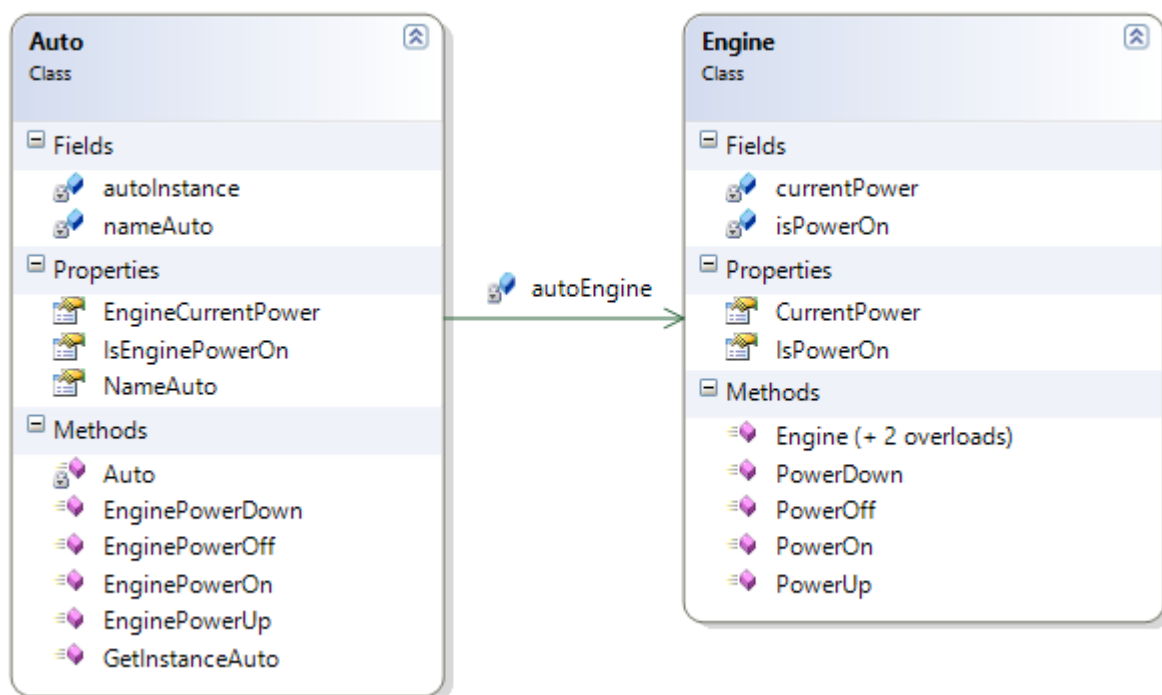 Auto
Class
Fields
autoInstance
nameAuto
Properties
EngineCurrentPower
IsEnginePowerOn
NameAuto
Methods
Auto
EnginePowerDown
EnginePowerOff
EnginePowerOn
EnginePowerUp
GetInstanceAuto
autoEngine
Engine
Class
Fields
currentPower
isPowerOn
Properties
CurrentPower
IsPowerOn
Methods
Engine (+ 2 overloads)
PowerDown
PowerOff
PowerOn
PowerUp